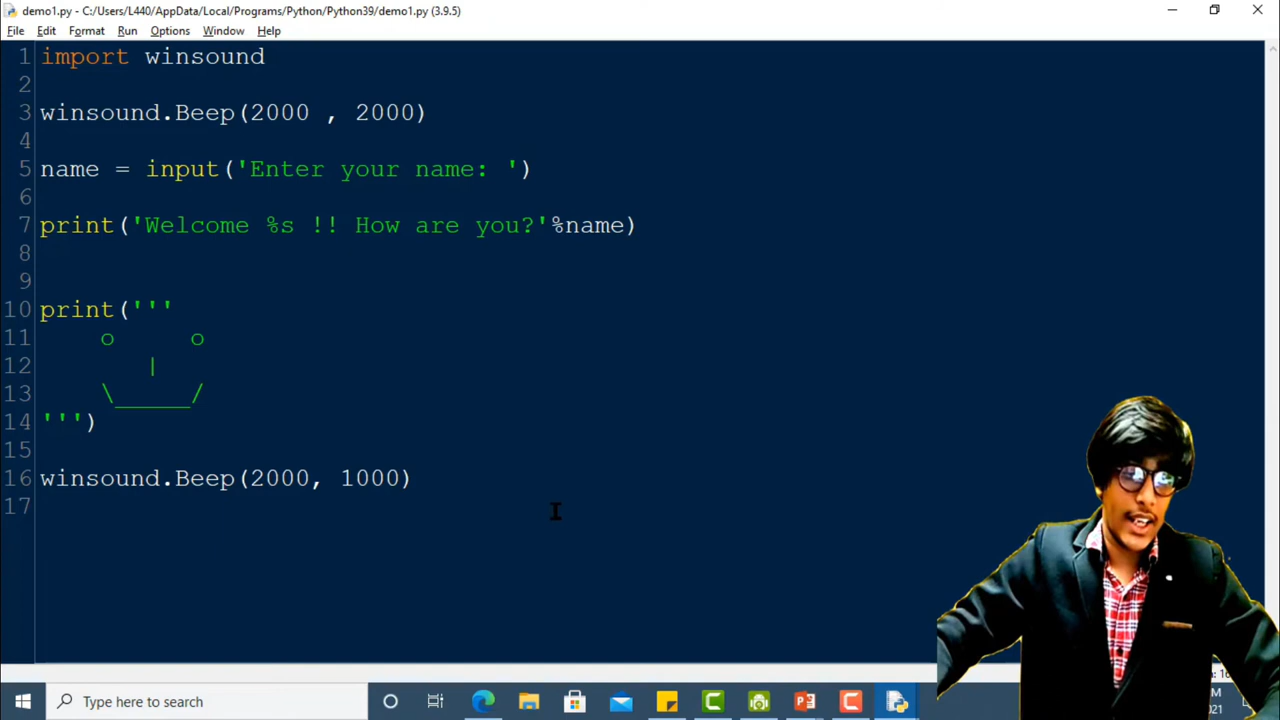 demo1.py - C:/Users/L440/AppData/Local/Programs/Python/Python39/demo1.py (3.9.5)
File Edit Format Run Options Window Help
1 import winsound
2
3 winsound.Beep(2000 , 2000)
4
5 name = input('Enter your name: ')
6
7 print('Welcome %s !! How are you?'%name)
8
9
10 print('''
11     o     o
12        |
13     \_____/
14 ''')
15
16 winsound.Beep(2000, 1000)
17
Type here to search